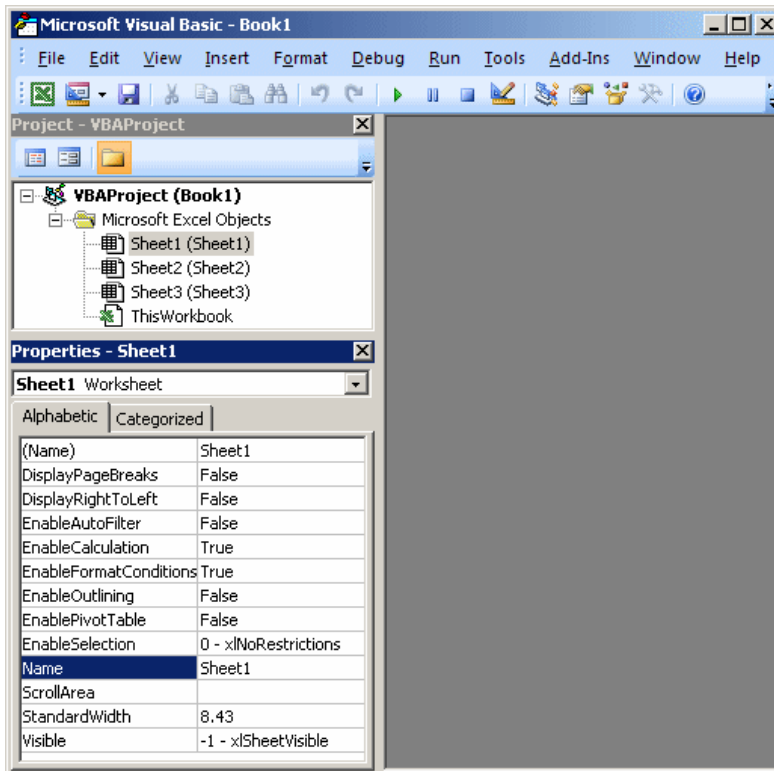 Microsoft Visual Basic - Book1
File Edit View Insert Format Debug Run Tools Add-Ins Window Help
Project - VBAProject
VBAProject (Book1)
Microsoft Excel Objects
Sheet1 (Sheet1)
Sheet2 (Sheet2)
Sheet3 (Sheet3)
ThisWorkbook
Properties - Sheet1
Sheet1 Worksheet
Alphabetic Categorized
(Name) Sheet1
DisplayPageBreaks False
DisplayRightToLeft False
EnableAutoFilter False
EnableCalculation True
EnableFormatConditions True
EnableOutlining False
EnablePivotTable False
EnableSelection 0 - xlNoRestrictions
Name Sheet1
ScrollArea
StandardWidth 8.43
Visible -1 - xlSheetVisible